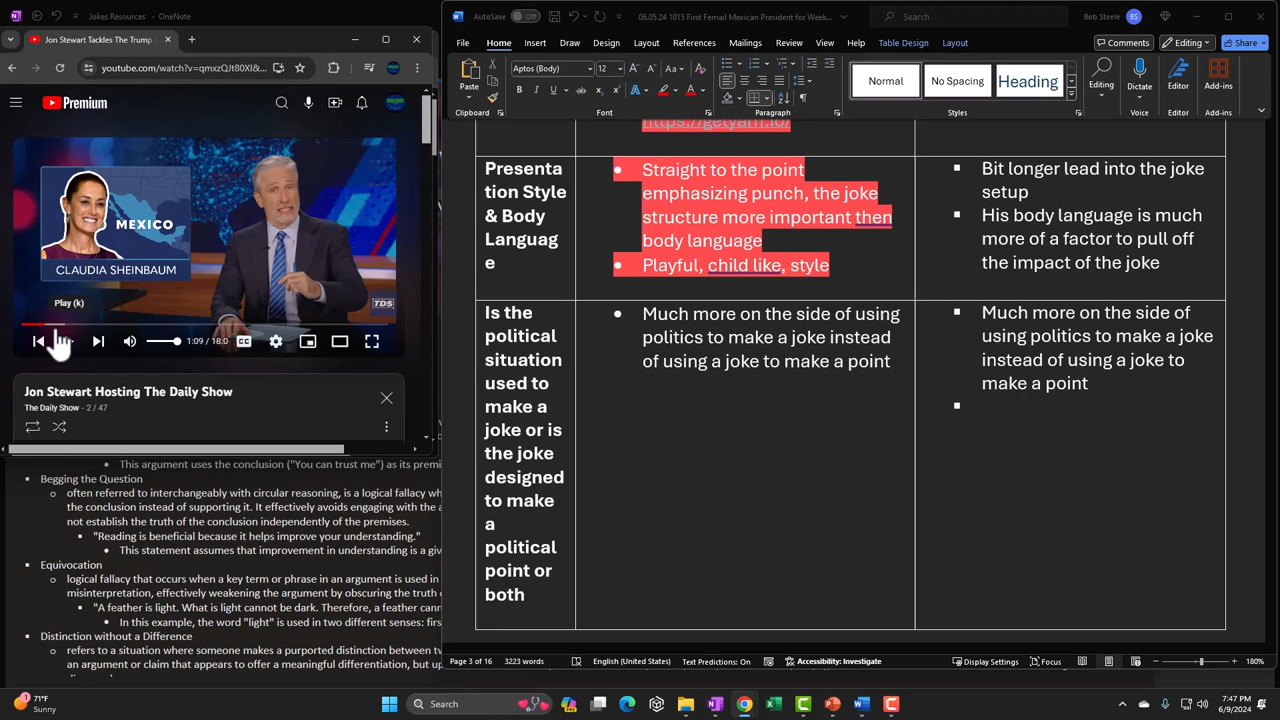 Jokes Resources - OneNote
AutoSave
Off
06.05.24 1015 First Femail Mexican President for Week...
Search
Bob Steele
BS
Jon Stewart Tackles The Trump
File
Home
Insert
Draw
Design
Layout
References
Mailings
Review
View
Help
Table Design
Layout
Comments
Editing
Share
youtube.com/watch?v=qmxzQJt80XI&...
Paste
Aptos (Body)
12
Normal
No Spacing
Heading
Editing
Dictate
Editor
Add-ins
Clipboard
Font
Paragraph
Styles
Voice
Editor
Add-ins
Premium
https://getyarn.io/
Presenta
tion Style
& Body
Languag
e
Straight to the point
emphasizing punch, the joke
structure more important then
body language
Playful, child like, style
Bit longer lead into the joke
setup
His body language is much
more of a factor to pull off
the impact of the joke
MEXICO
CLAUDIA SHEINBAUM
Play (k)
TDS
1:09 / 18:0
CC
Is the
political
situation
used to
make a
joke or is
the joke
designed
to make
a
political
point or
both
Much more on the side of using
politics to make a joke instead
of using a joke to make a point
Much more on the side of
using politics to make a joke
instead of using a joke to
make a point
Jon Stewart Hosting The Daily Show
The Daily Show - 2 / 47
This argument uses the conclusion ("You can trust me") as its premi
Begging the Question
often referred to interchangeably with circular reasoning, is a logical fallacy wh
the conclusion instead of supporting it. It effectively avoids engaging with the a
not establish the truth of the conclusion independently of the premises.
"Reading is beneficial because it helps improve your understanding."
This statement assumes that improvement in understanding is a giv
Equivocation
logical fallacy that occurs when a key term or phrase in an argument is used in
misinterpretation, effectively weakening the argument by obscuring the truth o
"A feather is light. What is light cannot be dark. Therefore, a feather
In this example, the word "light" is used in two different senses: firs
Distinction without a Difference
refers to a situation where someone makes a purported distinction between tw
an argument or claim that appears to offer a meaningful differentiation, but up
Page 3 of 16
3223 words
English (United States)
Text Predictions: On
Accessibility: Investigate
Display Settings
Focus
180%
71°F
Sunny
Search
7:47 PM
6/9/2024